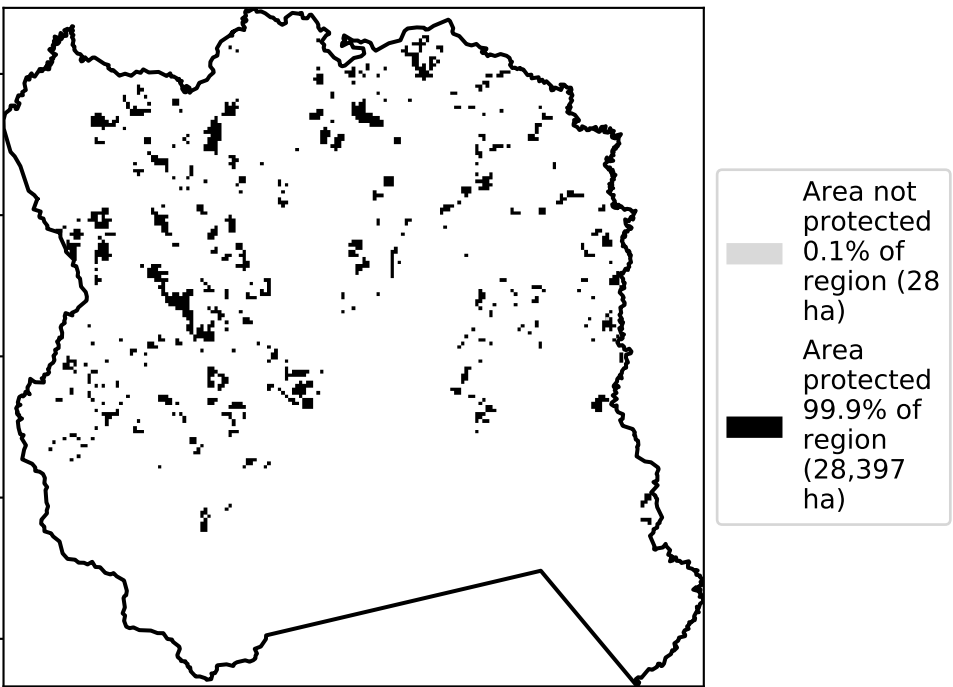 Area not
protected
0.1% of
region (28
ha)
Area
protected
99.9% of
region
(28,397
ha)